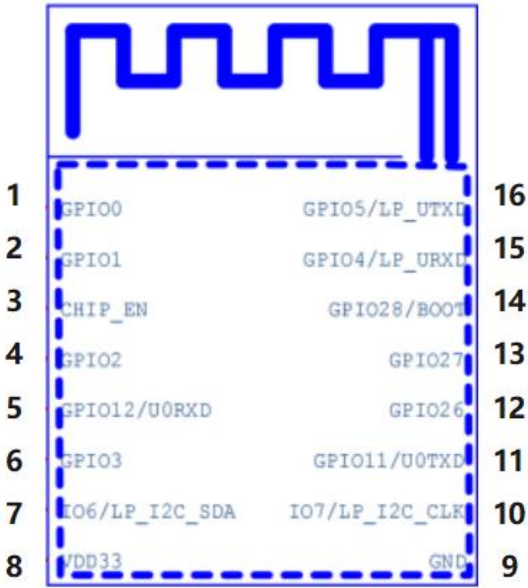 1 GPIO0 GPIO5/LP_UTXD 16
2 GPIO1 GPIO4/LP_URXD 15
3 CHIP_EN GPIO28/BOOT 14
4 GPIO2 GPIO27 13
5 GPIO12/U0RXD GPIO26 12
6 GPIO3 GPIO11/U0TXD 11
7 IO6/LP_I2C_SDA IO7/LP_I2C_CLK 10
8 VDD33 GND 9